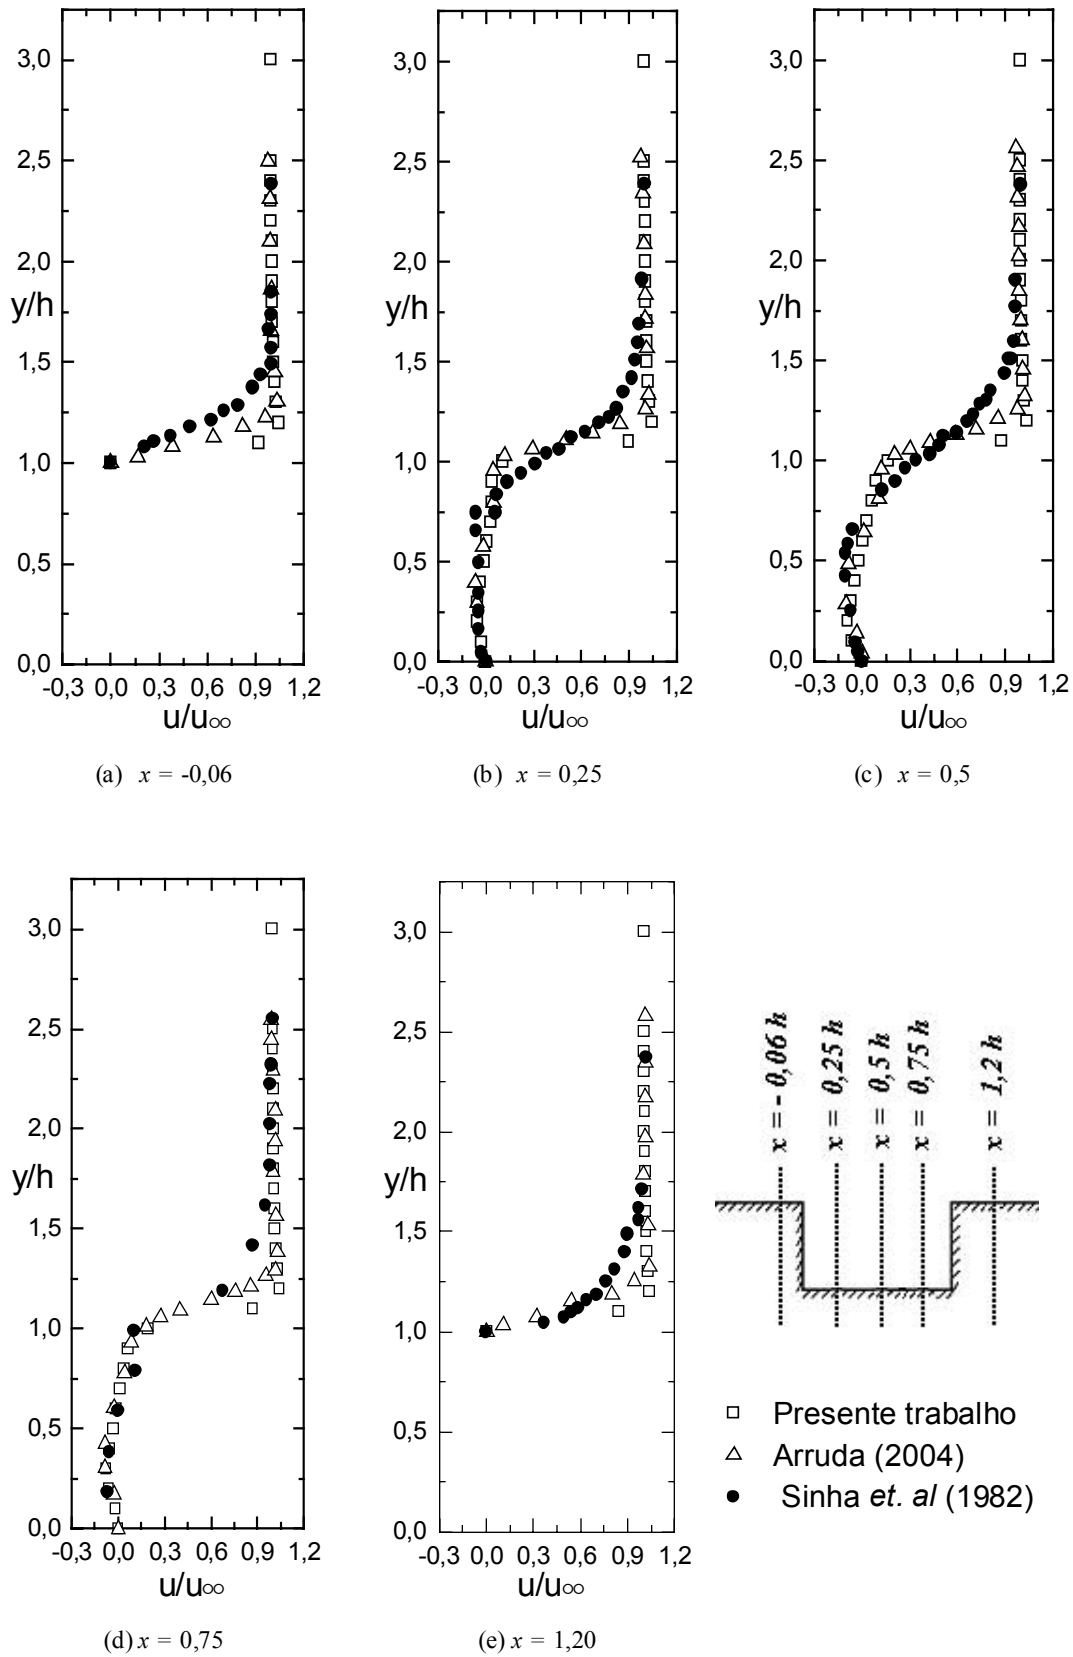 3,0
2,5
2,0
y/h
1,5
1,0
0,5
0,0
-0,3 0,0 0,3 0,6 0,9 1,2
u/u∞
(a) x = -0,06
3,0
2,5
2,0
y/h
1,5
1,0
0,5
0,0
-0,3 0,0 0,3 0,6 0,9 1,2
u/u∞
(b) x = 0,25
3,0
2,5
2,0
y/h
1,5
1,0
0,5
0,0
-0,3 0,0 0,3 0,6 0,9 1,2
u/u∞
(c) x = 0,5
3,0
2,5
2,0
y/h
1,5
1,0
0,5
0,0
-0,3 0,0 0,3 0,6 0,9 1,2
u/u∞
(d) x = 0,75
3,0
2,5
2,0
y/h
1,5
1,0
0,5
0,0
-0,3 0,0 0,3 0,6 0,9 1,2
u/u∞
(e) x = 1,20
x = - 0,06 h
x = 0,25 h
x = 0,5 h
x = 0,75 h
x = 1,2 h
Presente trabalho
Arruda (2004)
Sinha et. al (1982)